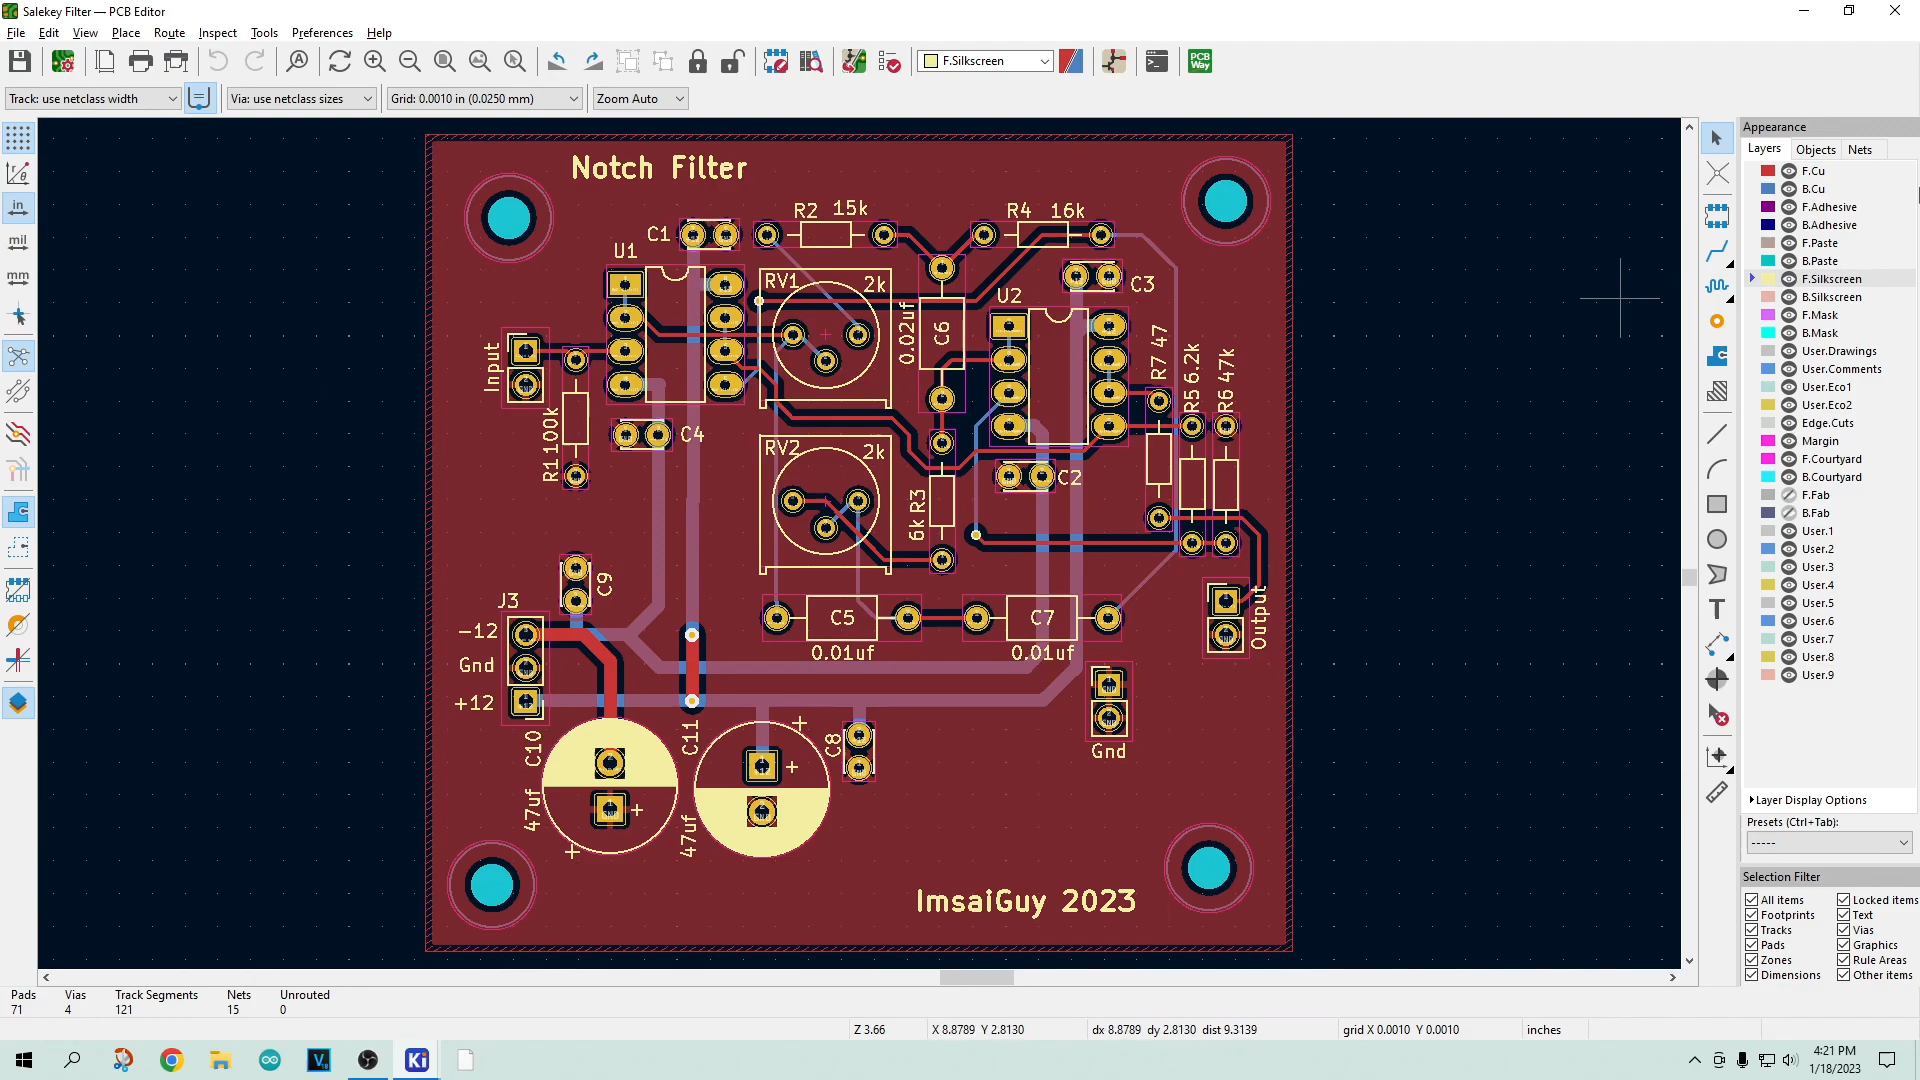 Salekey Filter — PCB Editor
File Edit View Place Route Inspect Tools Preferences Help
F.Silkscreen
PCB Way
Track: use netclass width Via: use netclass sizes Grid: 0.0010 in (0.0250 mm) Zoom Auto
in
mil
mm
Notch Filter
C1 R2 15k R4 16k
U1
RV1 2k
C3
U2
0.02uf C6
Input
R7 47
R5 6.2k
R6 47k
R1 100k
C4
RV2 2k
C2
6k R3
C9
J3
-12
Gnd
+12
C5 C7
0.01uf 0.01uf
Output
Gnd
C10 47uf
C11 47uf
C8
+ + + +
ImsaiGuy 2023
Appearance
Layers Objects Nets
F.Cu
B.Cu
F.Adhesive
B.Adhesive
F.Paste
B.Paste
F.Silkscreen
B.Silkscreen
F.Mask
B.Mask
User.Drawings
User.Comments
User.Eco1
User.Eco2
Edge.Cuts
Margin
F.Courtyard
B.Courtyard
F.Fab
B.Fab
User.1
User.2
User.3
User.4
User.5
User.6
User.7
User.8
User.9
Layer Display Options
Presets (Ctrl+Tab):
-----
Selection Filter
All items Locked items
Footprints Text
Tracks Vias
Pads Graphics
Zones Rule Areas
Dimensions Other items
Pads Vias Track Segments Nets Unrouted
71 4 121 15 0
Z 3.66 X 8.8789 Y 2.8130 dx 8.8789 dy 2.8130 dist 9.3139 grid X 0.0010 Y 0.0010 inches
Ki
4:21 PM
1/18/2023